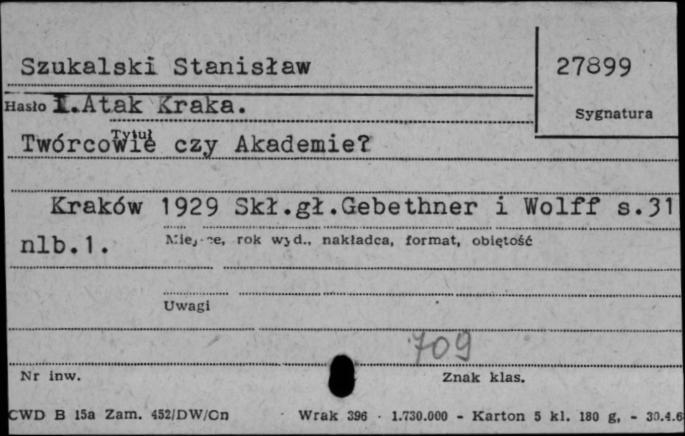 Szukalski Stanisław
27899
Hasło I.Atak Kraka.
Sygnatura
Tytuł
Twórcowie czy Akademie?
Kraków 1929 Skł.gł.Gebethner i Wolff s.31
nlb.1.
Miejsce, rok wyd., nakładca, format, objętość
Uwagi
709
Nr inw.
Znak klas.
CWD B 15a Zam. 452/DW/Cn · Wrak 396 · 1.730.000 - Karton 5 kl. 180 g, - 30.4.6